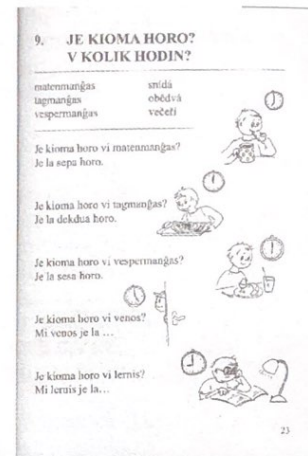 9. JE KIOMA HORO?
V KOLIK HODIN?
matenmanĝas snídá
tagmanĝas obědvá
vespermanĝas večeří
Je kioma horo vi matenmanĝas?
Je la sepa horo.
Je kioma horo vi tagmanĝas?
Je la dekdua horo.
Je kioma horo vi vespermanĝas?
Je la sesa horo.
Je kioma horo vi venos?
Mi venos je la ...
Je kioma horo vi lernis?
Mi lernis je la...
23